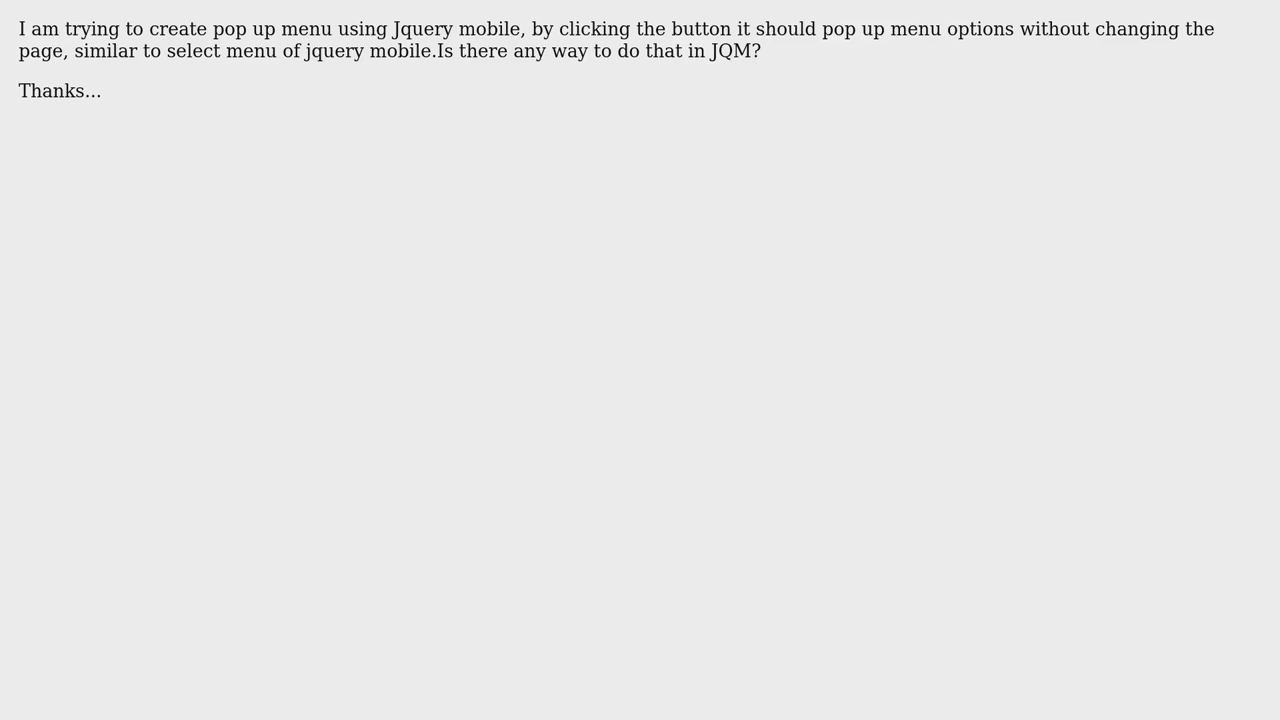 I am trying to create pop up menu using Jquery mobile, by clicking the button it should pop up menu options without changing the
page, similar to select menu of jquery mobile.Is there any way to do that in JQM?
Thanks...